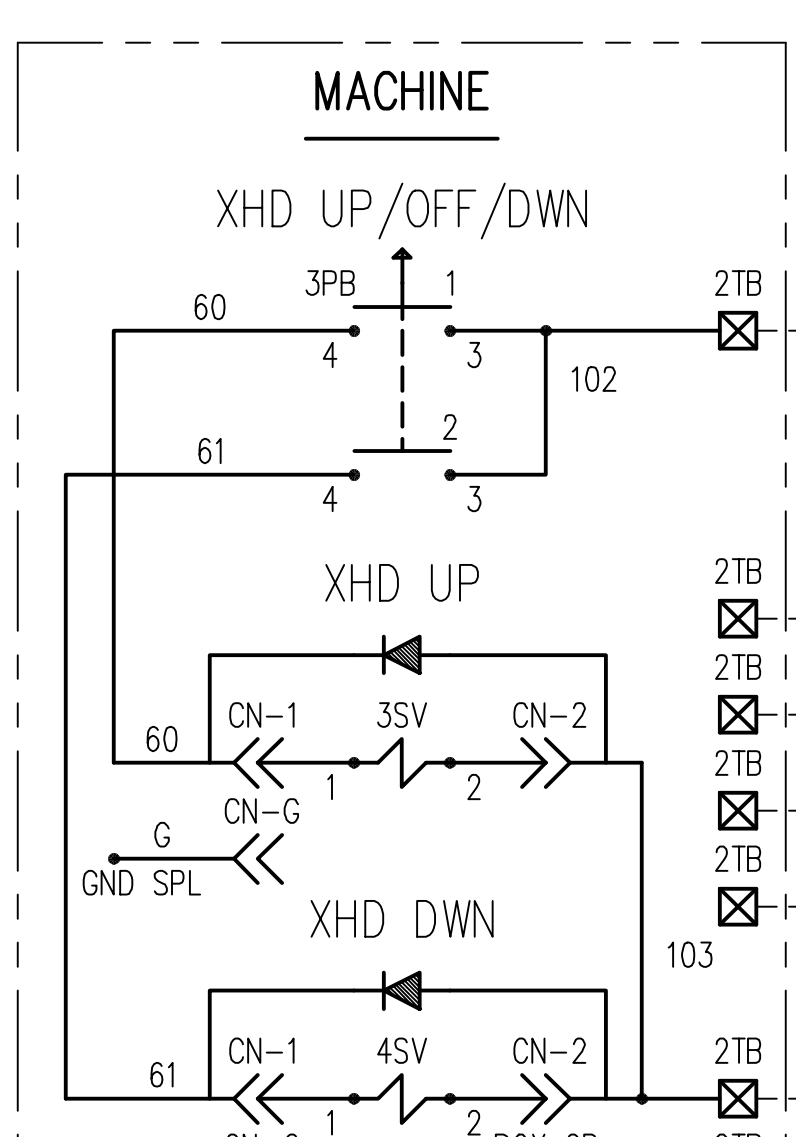 MACHINE
XHD UP/OFF/DWN
3PB 1 2TB
60
4 3
102
2
61
4 3
XHD UP 2TB
2TB
CN-1 3SV CN-2
60 2TB
1 2
CN-G
G 2TB
GND SPL
XHD DWN
103
CN-1 4SV CN-2 2TB
61
1 2